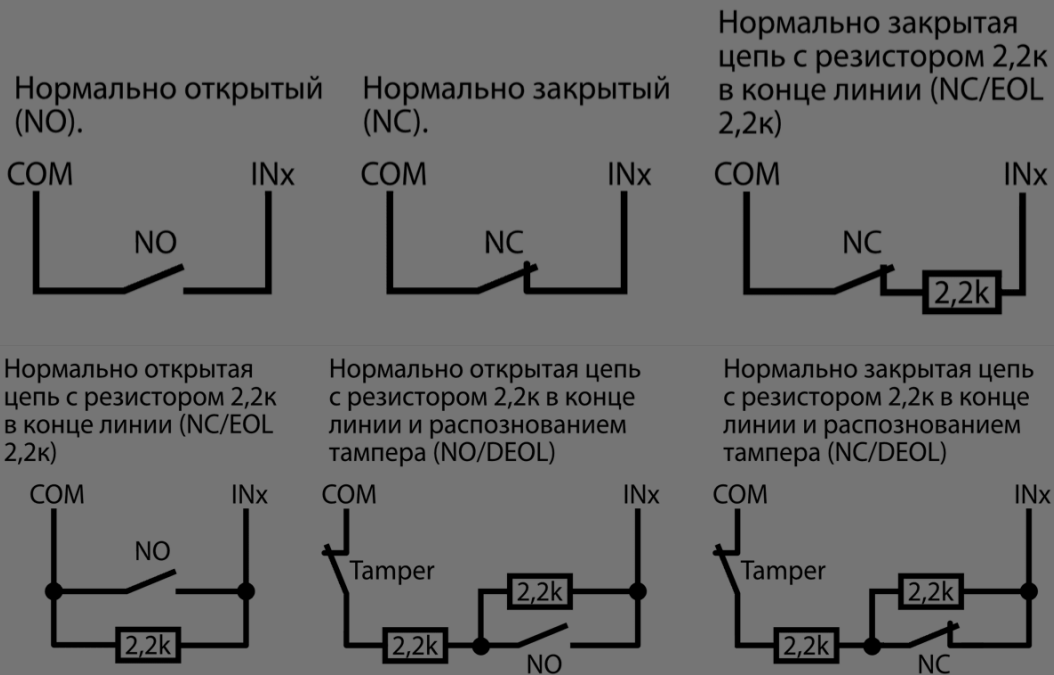 Нормально открытый
(NO).
COM
INx
NO
Нормально закрытый
(NC).
COM
INx
NC
Нормально закрытая
цепь с резистором 2,2к
в конце линии (NC/EOL
2,2к)
COM
INx
NC
2,2k
Нормально открытая
цепь с резистором 2,2к
в конце линии (NC/EOL
2,2к)
COM
INx
NO
2,2k
Нормально открытая цепь
с резистором 2,2к в конце
линии и распознованием
тампера (NO/DEOL)
COM
INx
Tamper
2,2k
2,2k
NO
Нормально закрытая цепь
с резистором 2,2к в конце
линии и распознованием
тампера (NC/DEOL)
COM
INx
Tamper
2,2k
2,2k
NC